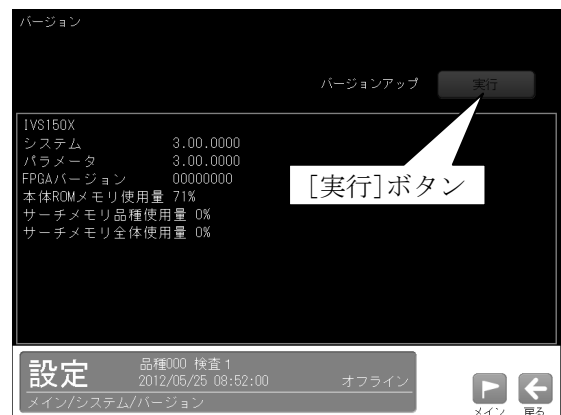 バージョン
バージョンアップ 実行
IVS150X
システム 3.00.0000
パラメータ 3.00.0000
[実行]ボタン
FPGAバージョン 00000000
本体ROMメモリ使用量 71%
サーチメモリ品種使用量 0%
サーチメモリ全体使用量 0%
設定
品種000 検査1
2012/05/25 08:52:00 オフライン
メイン/システム/バージョン
メイン 戻る